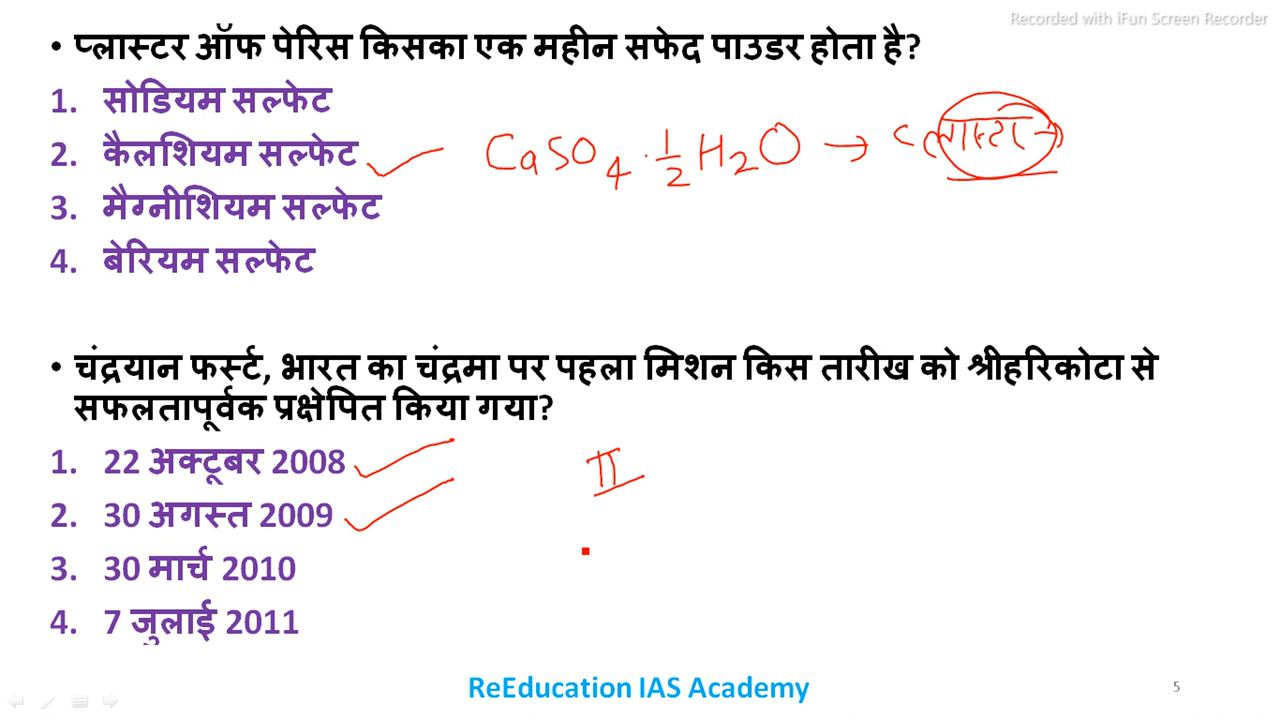 Recorded with iFun Screen Recorder
• प्लास्टर ऑफ पेरिस किसका एक महीन सफेद पाउडर होता है?
1. सोडियम सल्फेट
2. कैलशियम सल्फेट
CaSO4·1/2H2O →
3. मैग्नीशियम सल्फेट
4. बेरियम सल्फेट
• चंद्रयान फर्स्ट, भारत का चंद्रमा पर पहला मिशन किस तारीख को श्रीहरिकोटा से
सफलतापूर्वक प्रक्षेपित किया गया?
1. 22 अक्टूबर 2008
II
2. 30 अगस्त 2009
3. 30 मार्च 2010
4. 7 जुलाई 2011
ReEducation IAS Academy
5